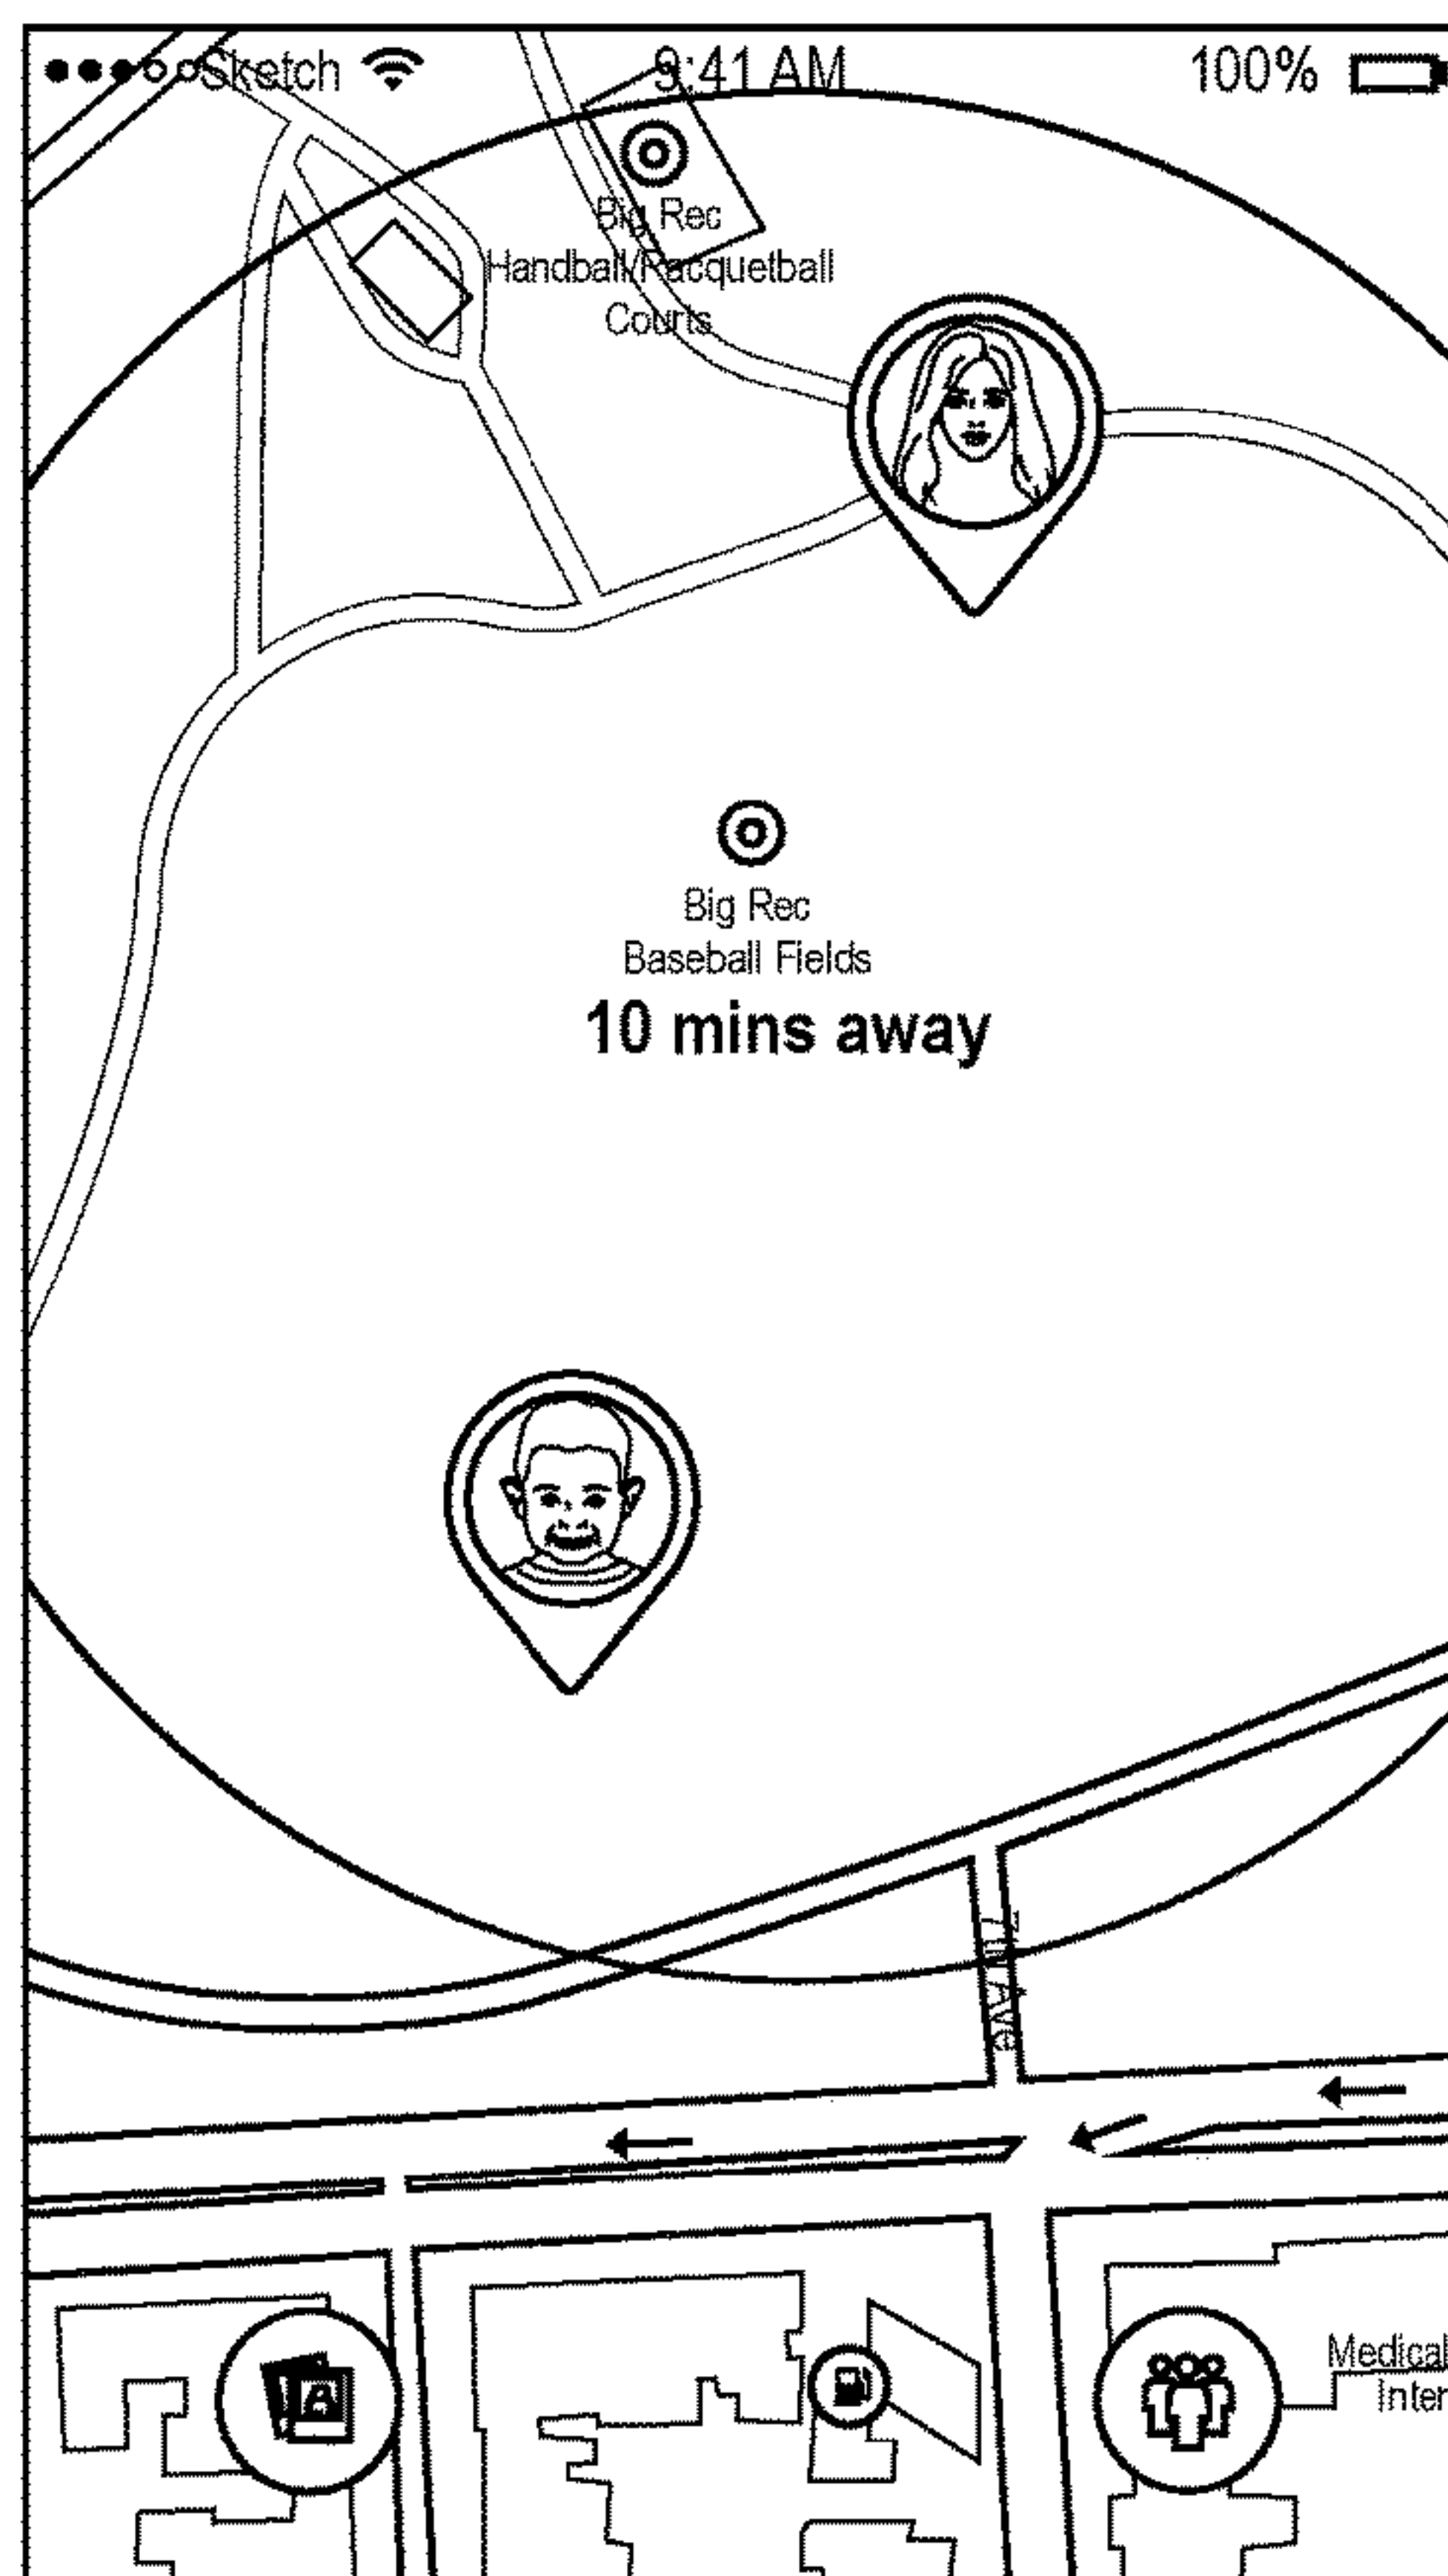 Sketch 9:41 AM 100%
Big Rec
Handball/Racquetball
Courts
Big Rec
Baseball Fields
10 mins away
7th Ave
A
Medical
Inter